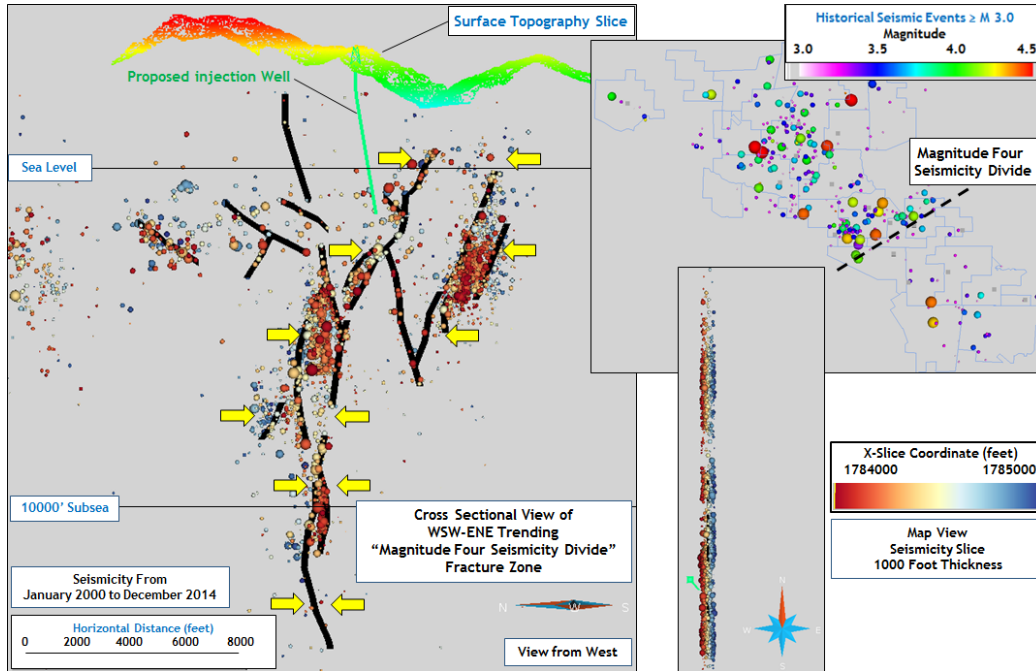 Surface Topography Slice
Proposed injection Well
Sea Level
10000' Subsea
Seismicity From
January 2000 to December 2014
Horizontal Distance (feet)
0 2000 4000 6000 8000
Cross Sectional View of
WSW-ENE Trending
“Magnitude Four Seismicity Divide”
Fracture Zone
N W S
View from West
Historical Seismic Events ≥ M 3.0
Magnitude
3.0 3.5 4.0 4.5
Magnitude Four
Seismicity Divide
N
W E
S
X-Slice Coordinate (feet)
1784000 1785000
Map View
Seismicity Slice
1000 Foot Thickness